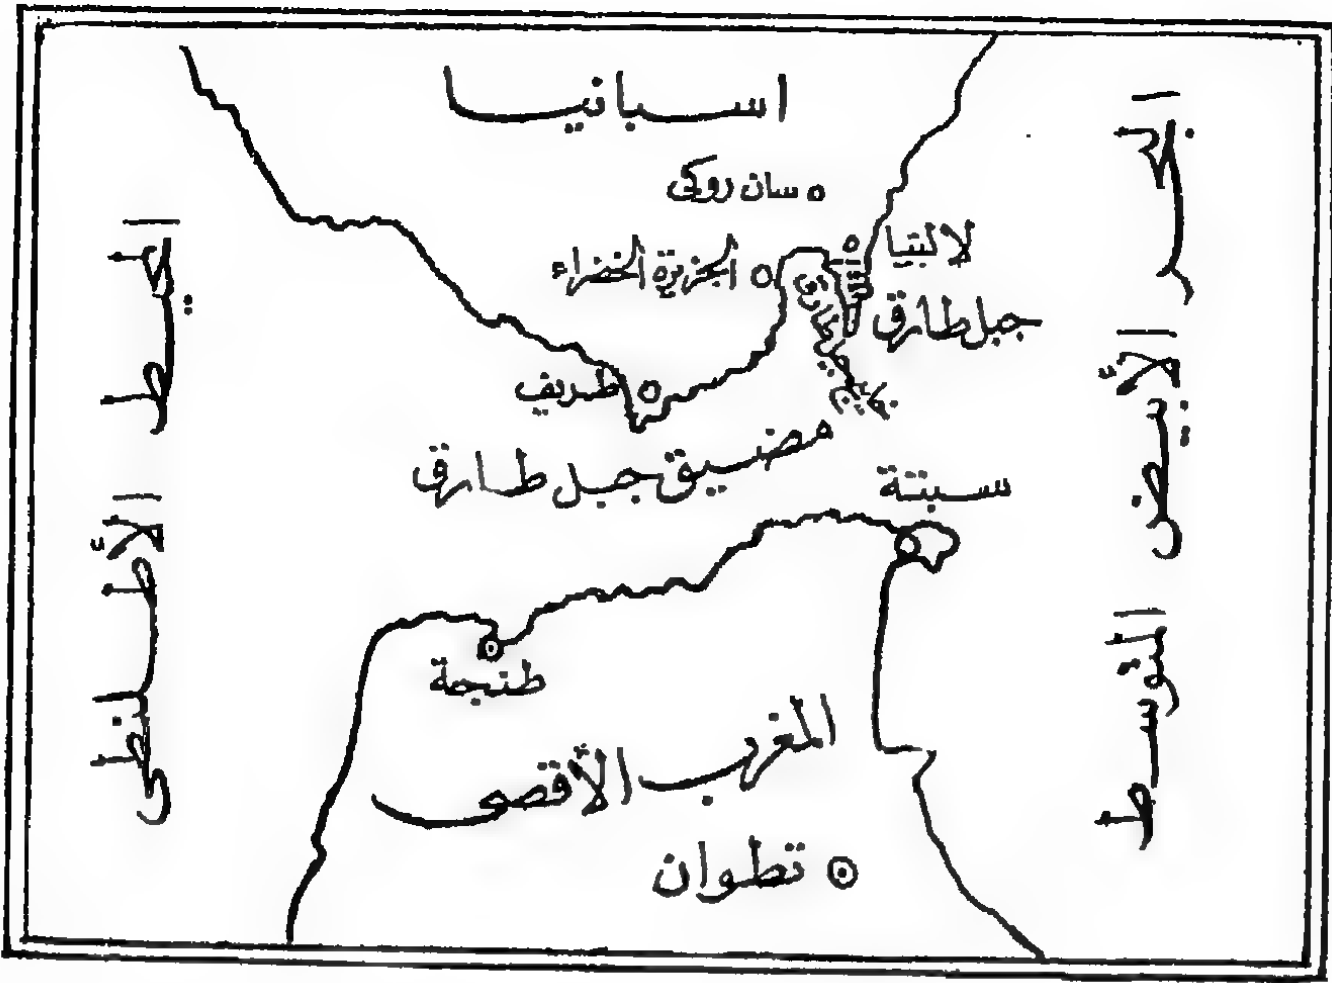 اسبانيا
سان روكي
لالينيا
الجزيرة الخضراء
جبل طارق
طريف
مضيق جبل طارق
سبتة
طنجة
المغرب الأقصى
تطوان
البحر الأبيض المتوسط
المحيط الأطلنطي